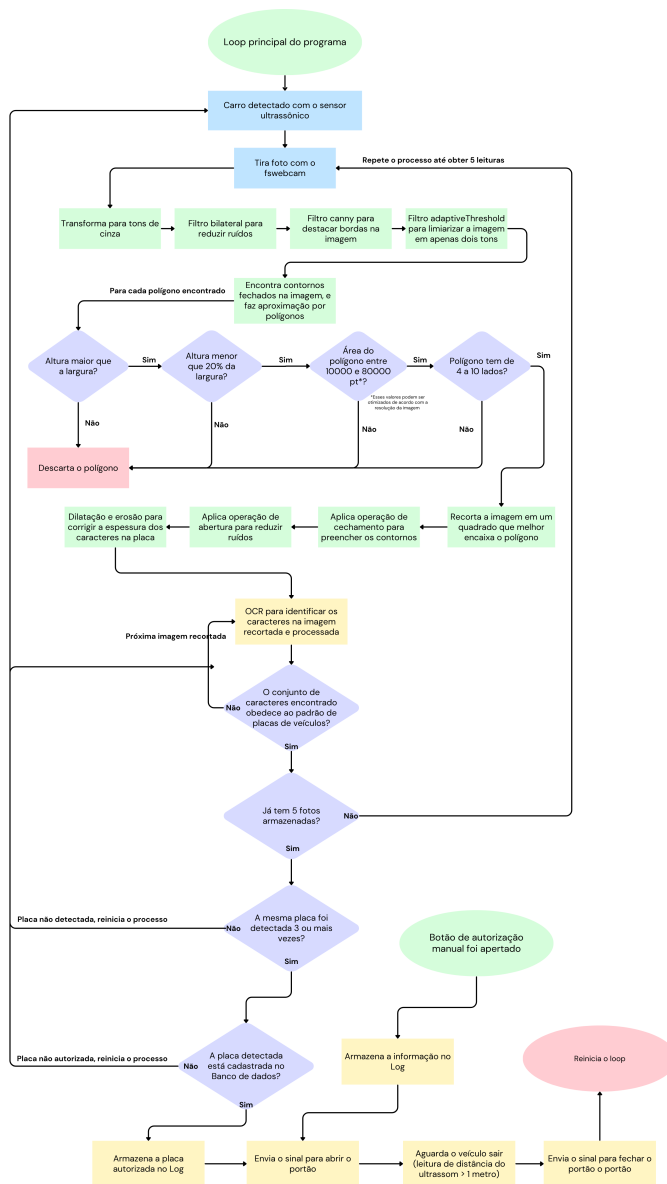 Loop principal do programa
Carro detectado com o sensor
ultrassônico
Tira foto com o
fswebcam
Repete o processo até obter 5 leituras
Transforma para tons de
cinza
Filtro bilateral para
reduzir ruídos
Filtro canny para
destacar bordas na
imagem
Filtro adaptiveThreshold
para limiarizar a imagem
em apenas dois tons
Encontra contornos
fechados na imagem, e
faz aproximação por
polígonos
Para cada polígono encontrado
Altura maior que
a largura?
Sim
Altura menor
que 20% da
largura?
Sim
Área do
polígono entre
10000 e 80000
pt*?
Sim
Polígono tem de
4 a 10 lados?
Sim
*Esses valores podem ser
otimizados de acordo com a
resolução da imagem
Não
Não
Não
Não
Descarta o polígono
Dilatação e erosão para
corrigir a espessura dos
caracteres na placa
Aplica operação de
abertura para reduzir
ruídos
Aplica operação de
cechamento para
preencher os contornos
Recorta a imagem em um
quadrado que melhor
encaixa o polígono
OCR para identificar os
caracteres na imagem
recortada e processada
Próxima imagem recortada
O conjunto de
caracteres encontrado
obedece ao padrão de
placas de veículos?
Não
Sim
Já tem 5 fotos
armazenadas?
Não
Sim
A mesma placa foi
detectada 3 ou mais
vezes?
Não
Placa não detectada, reinicia o processo
Sim
Botão de autorização
manual foi apertado
A placa detectada
está cadastrada no
Banco de dados?
Não
Placa não autorizada, reinicia o processo
Sim
Armazena a informação no
Log
Reinicia o loop
Armazena a placa
autorizada no Log
Envia o sinal para abrir o
portão
Aguarda o veículo sair
(leitura de distância do
ultrassom > 1 metro)
Envia o sinal para fechar o
portão o portão